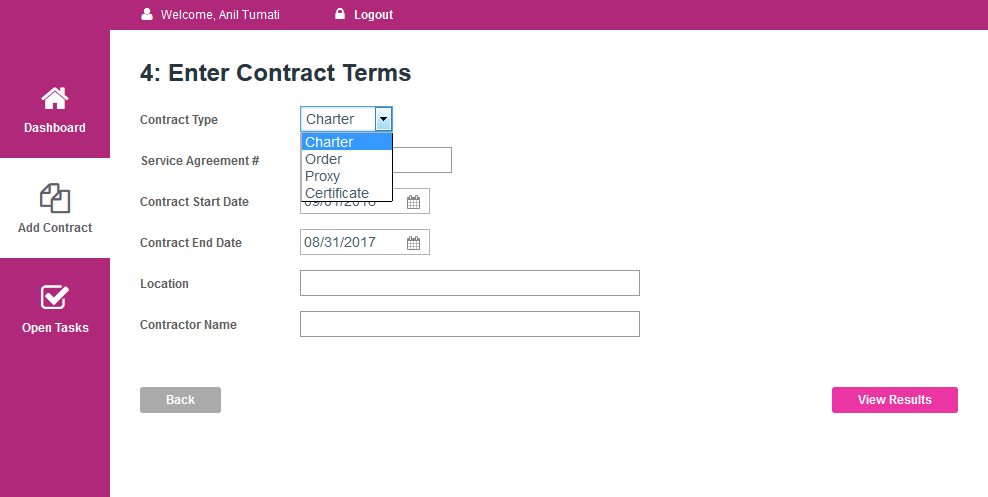 Welcome, Anil Tumati Logout
Dashboard
Add Contract
Open Tasks
4: Enter Contract Terms
Contract Type Charter
Charter
Order
Proxy
Certificate
Service Agreement #
Contract Start Date
Contract End Date 08/31/2017
Location
Contractor Name
Back View Results